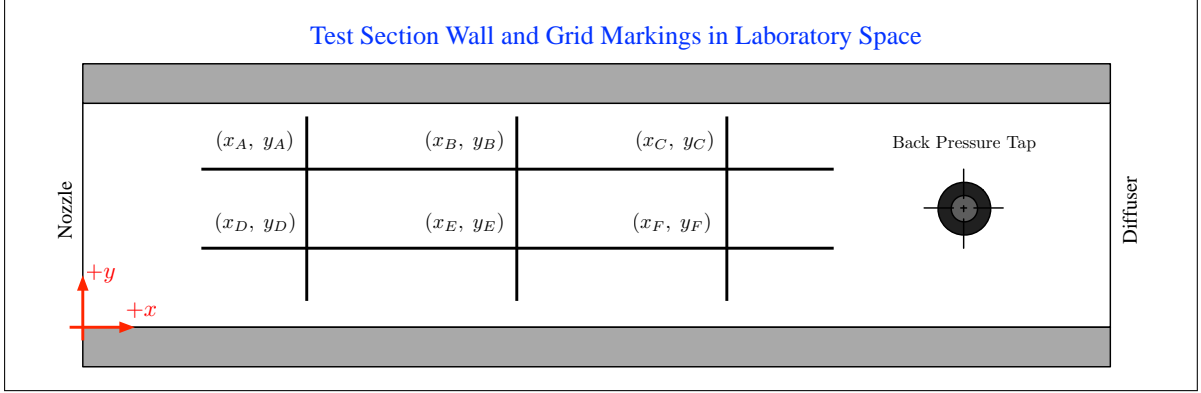 Test Section Wall and Grid Markings in Laboratory Space
(x_A, y_A) (x_B, y_B) (x_C, y_C)
Back Pressure Tap
(x_D, y_D) (x_E, y_E) (x_F, y_F)
Nozzle
Diffuser
+y
+x